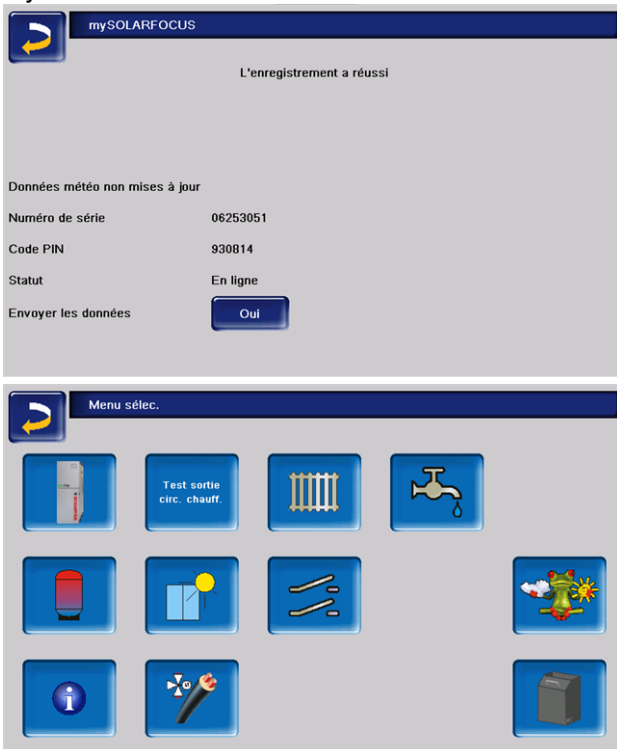 mySOLARFOCUS
L'enregistrement a réussi
Données météo non mises à jour
Numéro de série 06253051
Code PIN 930814
Statut En ligne
Envoyer les données Oui
Menu sélec.
SOLARFOCUS
Test sortie
circ. chauff.
M
i